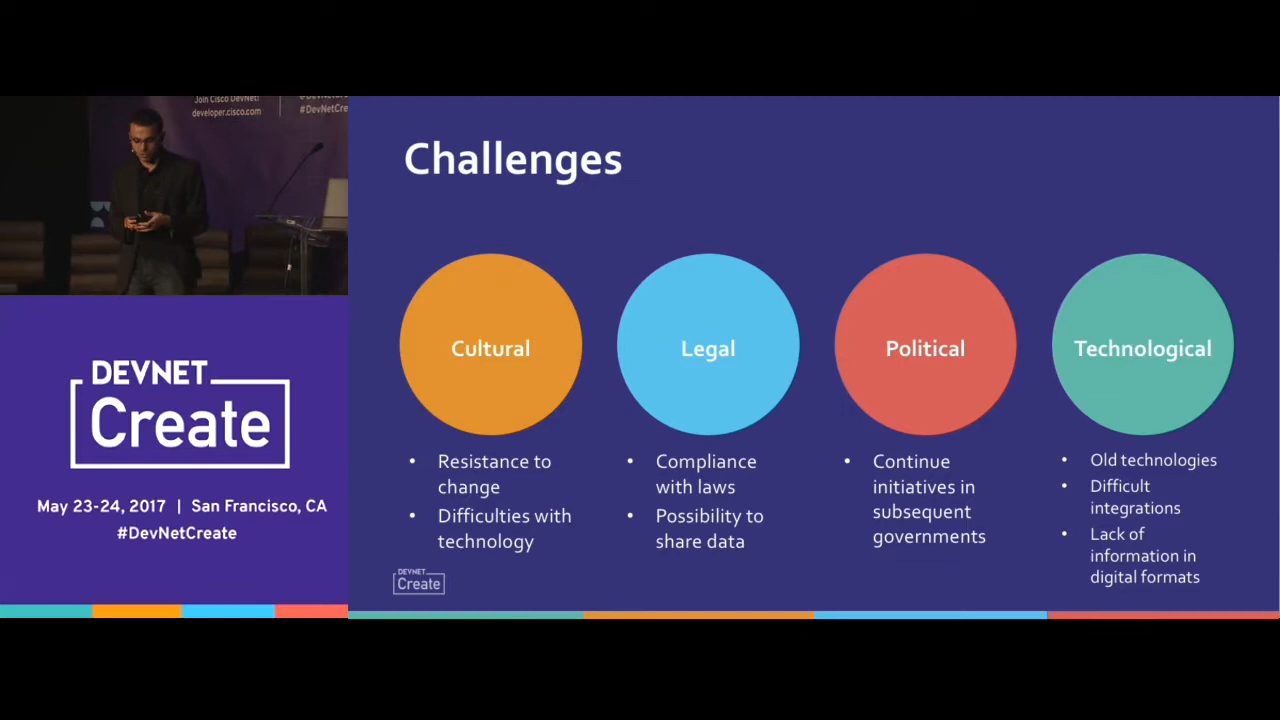 Join Cisco DevNet!
developer.cisco.com
#DevNetCre
DEVNET
Create
May 23-24, 2017 | San Francisco, CA
#DevNetCreate
Challenges
Cultural
Legal
Political
Technological
• Resistance to
change
• Difficulties with
technology
• Compliance
with laws
• Possibility to
share data
• Continue
initiatives in
subsequent
governments
• Old technologies
• Difficult
integrations
• Lack of
information in
digital formats
DEVNET
Create